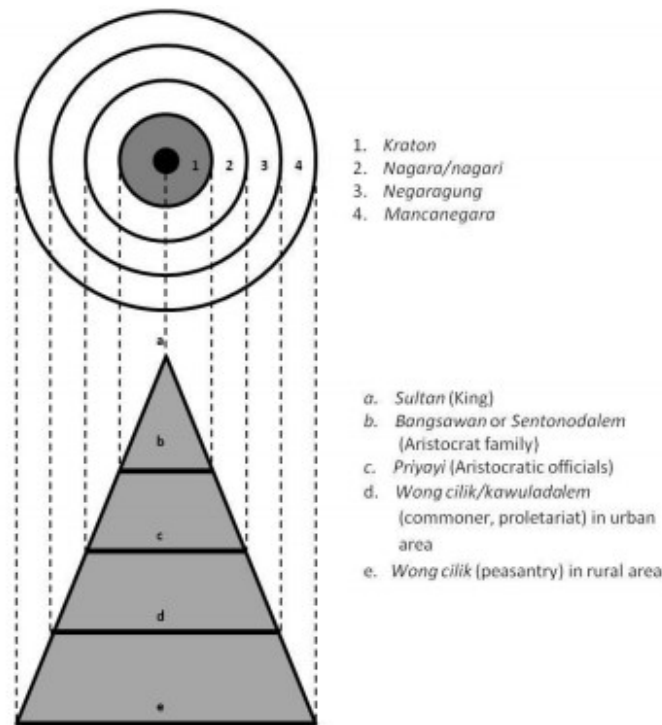 1 2 3 4
1. Kraton
2. Nagara/nagari
3. Negaragung
4. Mancanegara
a
b
c
d
e
a. Sultan (King)
b. Bangsawan or Sentonodalem
(Aristocrat family)
c. Priyayi (Aristocratic officials)
d. Wong cilik/kawuladalem
(commoner, proletariat) in urban
area
e. Wong cilik (peasantry) in rural area